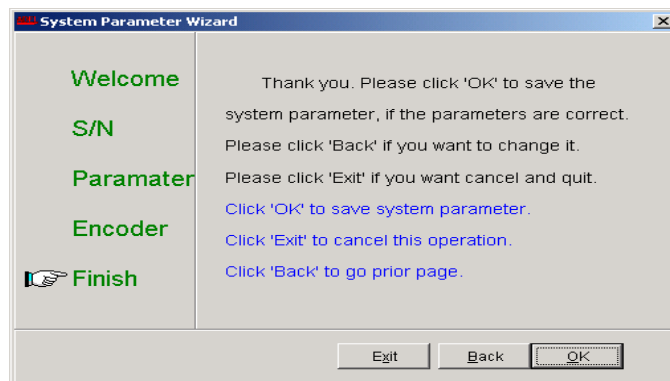 System Parameter Wizard
Welcome
S/N
Paramater
Encoder
Finish
Thank you. Please click 'OK' to save the
system parameter, if the parameters are correct.
Please click 'Back' if you want to change it.
Please click 'Exit' if you want cancel and quit.
Click 'OK' to save system parameter.
Click 'Exit' to cancel this operation.
Click 'Back' to go prior page.
Exit
Back
OK